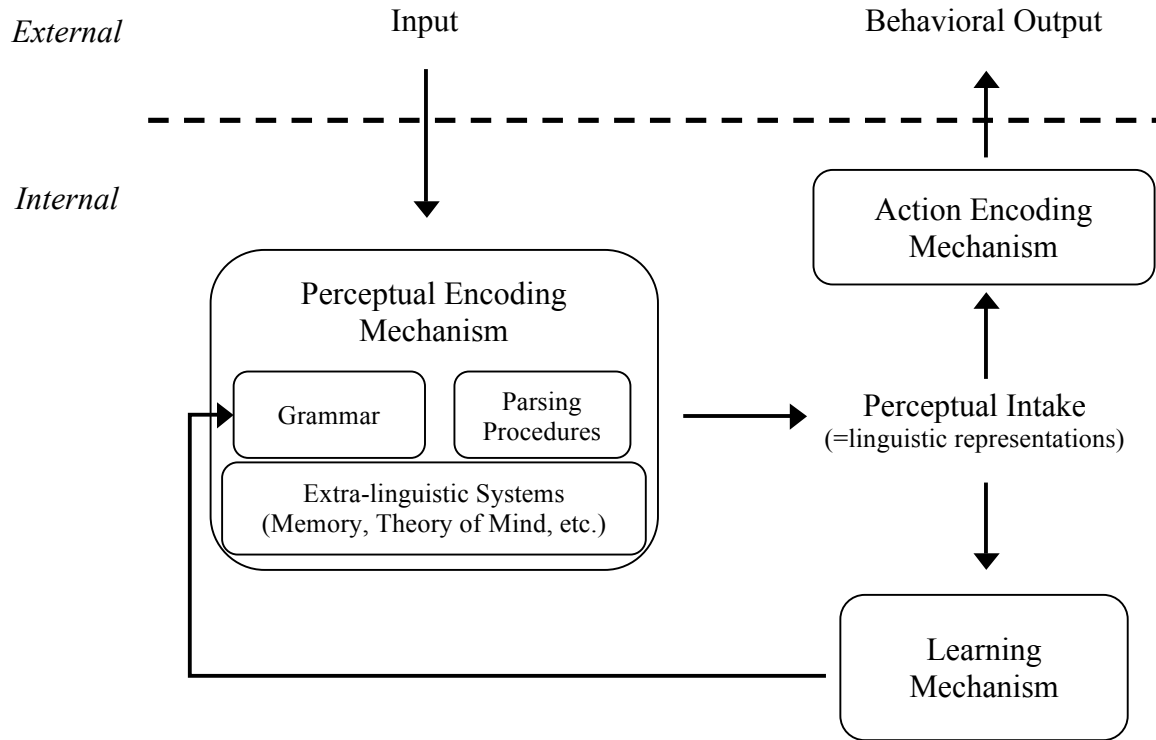 External
Input
Behavioral Output
Internal
Action Encoding
Mechanism
Perceptual Encoding
Mechanism
Grammar
Parsing
Procedures
Extra-linguistic Systems
(Memory, Theory of Mind, etc.)
Perceptual Intake
(=linguistic representations)
Learning
Mechanism